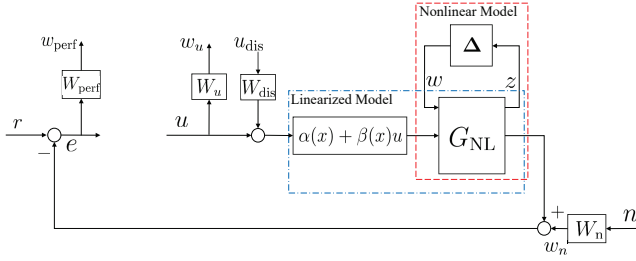 Nonlinear Model
w_perf
w_u
u_dis
Δ
W_perf
W_u
W_dis
w
z
Linearized Model
r
e
−
u
α(x) + β(x)u
G_NL
+
W_n
n
w_n